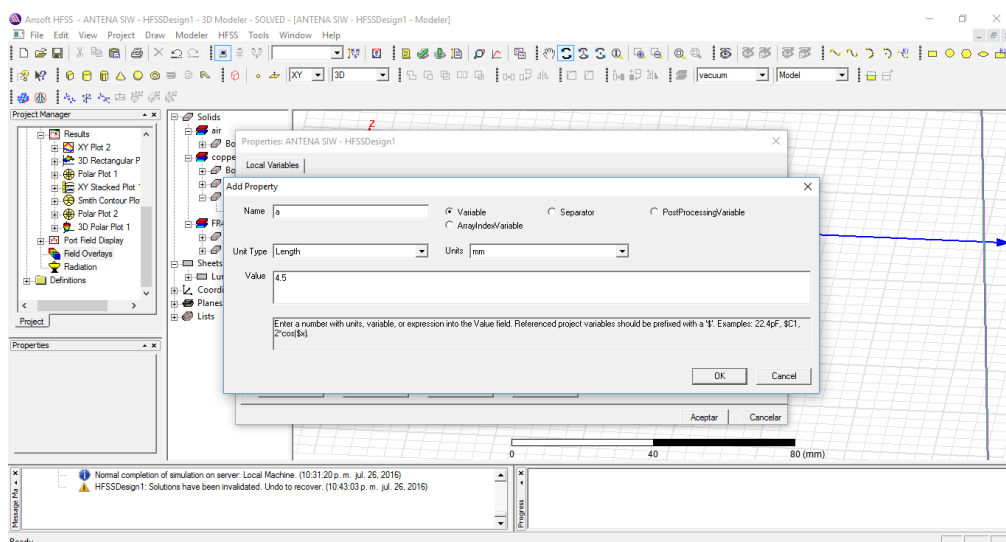 Ansoft HFSS - ANTENA SIW - HFSSDesign1 - 3D Modeler - SOLVED - [ANTENA SIW - HFSSDesign1 - Modeler]
File Edit View Project Draw Modeler HFSS Tools Window Help
XY 3D vacuum Model
Project Manager
Results
XY Plot 2
3D Rectangular P
Polar Plot 1
XY Stacked Plot
Smith Contour Plo
Polar Plot 2
3D Polar Plot 1
Port Field Display
Field Overlays
Radiation
Definitions
Project
Properties
Solids
air
Bo
coppe
Bo
FR4
Sheets
Lur
Coordi
Planes
Lists
Z
Properties: ANTENA SIW - HFSSDesign1
Local Variables
Add Property
Name a Variable Separator PostProcessingVariable
ArrayIndexVariable
Unit Type Length Units mm
Value 4.5
Enter a number with units, variable, or expression into the Value field. Referenced project variables should be prefixed with a '$'. Examples: 22.4pF, $C1,
2*cos($x).
OK Cancel
Aceptar Cancelar
0 40 80 (mm)
Normal completion of simulation on server: Local Machine. (10:31:20 p. m. jul. 26, 2016)
HFSSDesign1: Solutions have been invalidated. Undo to recover. (10:43:03 p. m. jul. 26, 2016)
Message Ma
Progress
Ready